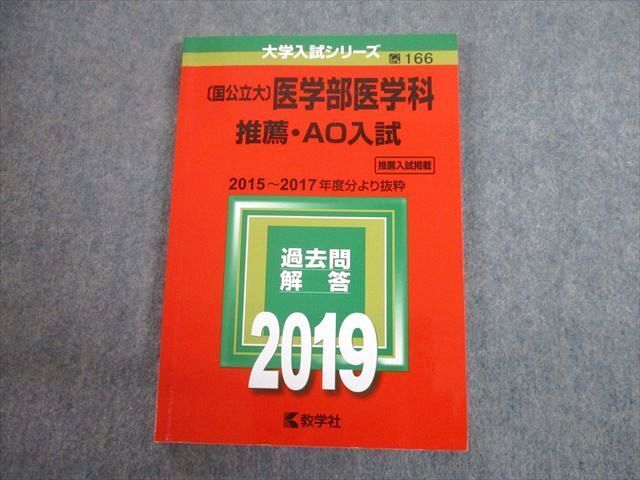 大学入試シリーズ
166
〔国公立大〕医学部医学科
推薦・AO入試
推薦入試掲載
2015～2017年度分より抜粋
過去問
解答
2019
教学社